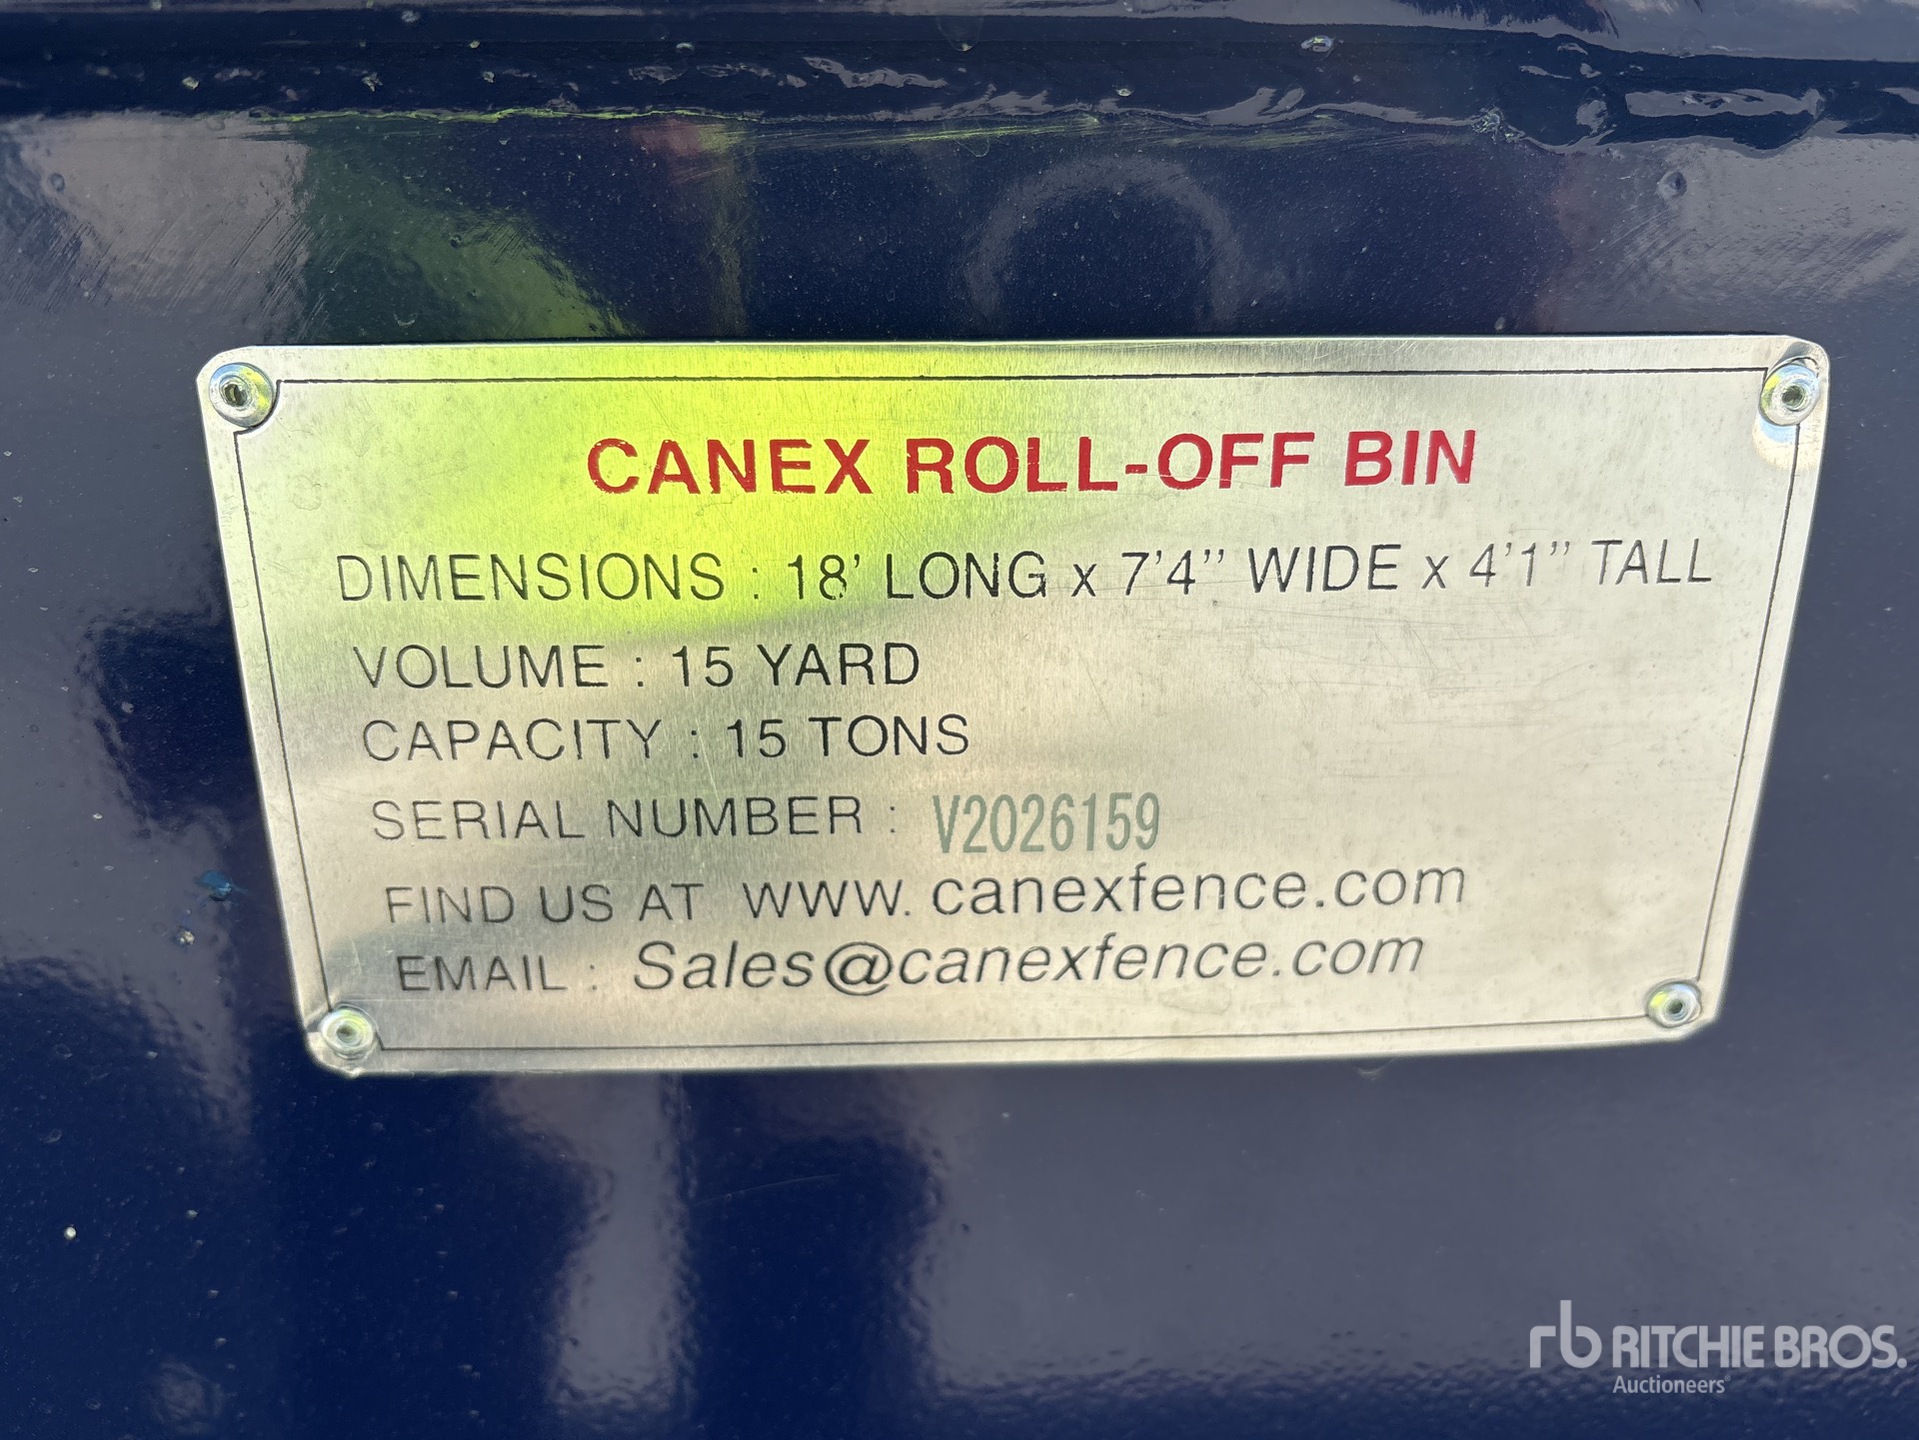 CANEX ROLL-OFF BIN
DIMENSIONS : 18' LONG x 7'4" WIDE x 4'1" TALL
VOLUME : 15 YARD
CAPACITY : 15 TONS
SERIAL NUMBER : V2026159
FIND US AT WWW. canexfence.com
EMAIL : Sales@canexfence.com
rb RITCHIE BROS.
Auctioneers